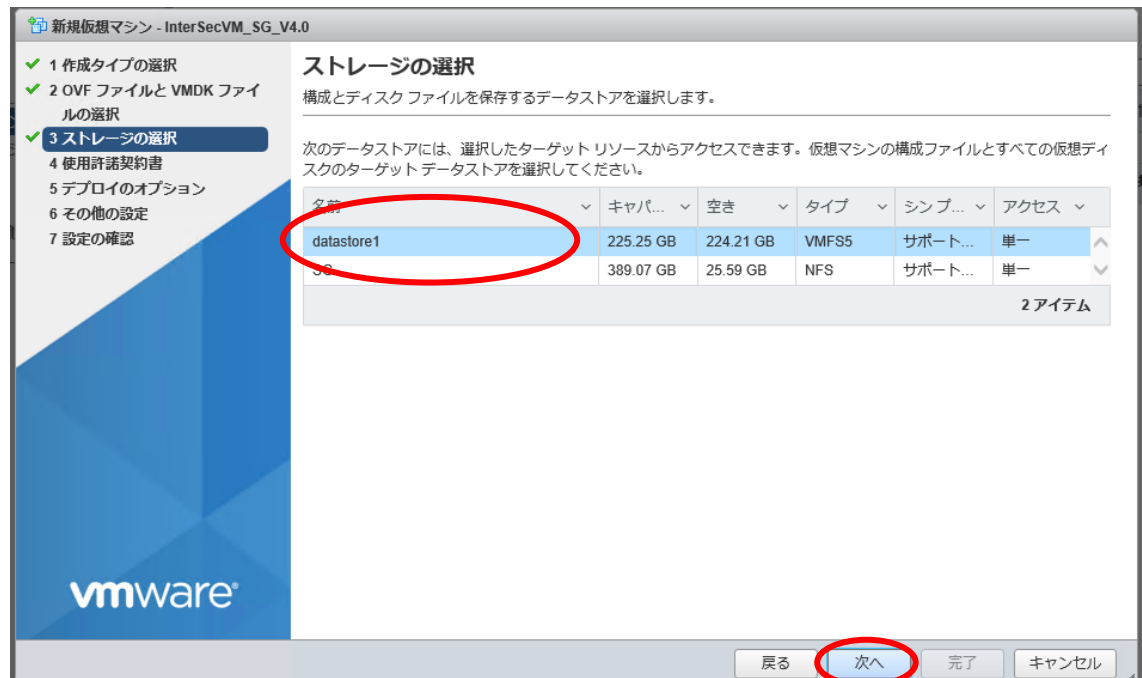 新規仮想マシン - InterSecVM_SG_V4.0
1 作成タイプの選択
2 OVF ファイルと VMDK ファイ
ルの選択
3 ストレージの選択
4 使用許諾契約書
5 デプロイのオプション
6 その他の設定
7 設定の確認
vmware
ストレージの選択
構成とディスク ファイルを保存するデータストアを選択します。
次のデータストアには、選択したターゲット リソースからアクセスできます。仮想マシンの構成ファイルとすべての仮想ディ
スクのターゲット データストアを選択してください。
名前 キャパ... 空き タイプ シンプ... アクセス
datastore1 225.25 GB 224.21 GB VMFS5 サポート... 単一
389.07 GB 25.59 GB NFS サポート... 単一
2 アイテム
戻る 次へ 完了 キャンセル